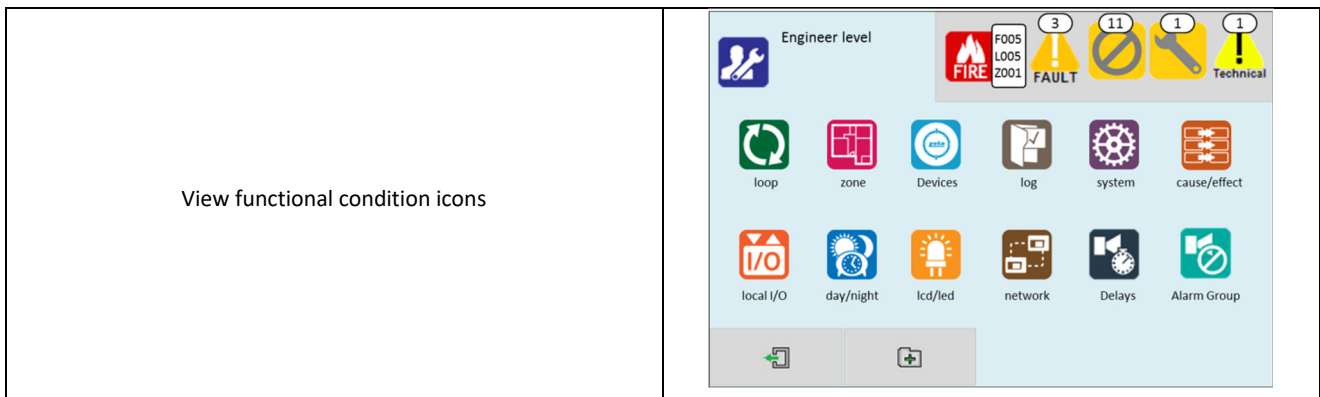 View functional condition icons
Engineer level
FIRE
F005
L005
Z001
3
FAULT
11
1
1
Technical
loop
zone
zeta
Devices
log
system
cause/effect
I/O
local I/O
day/night
lcd/led
network
Delays
Alarm Group